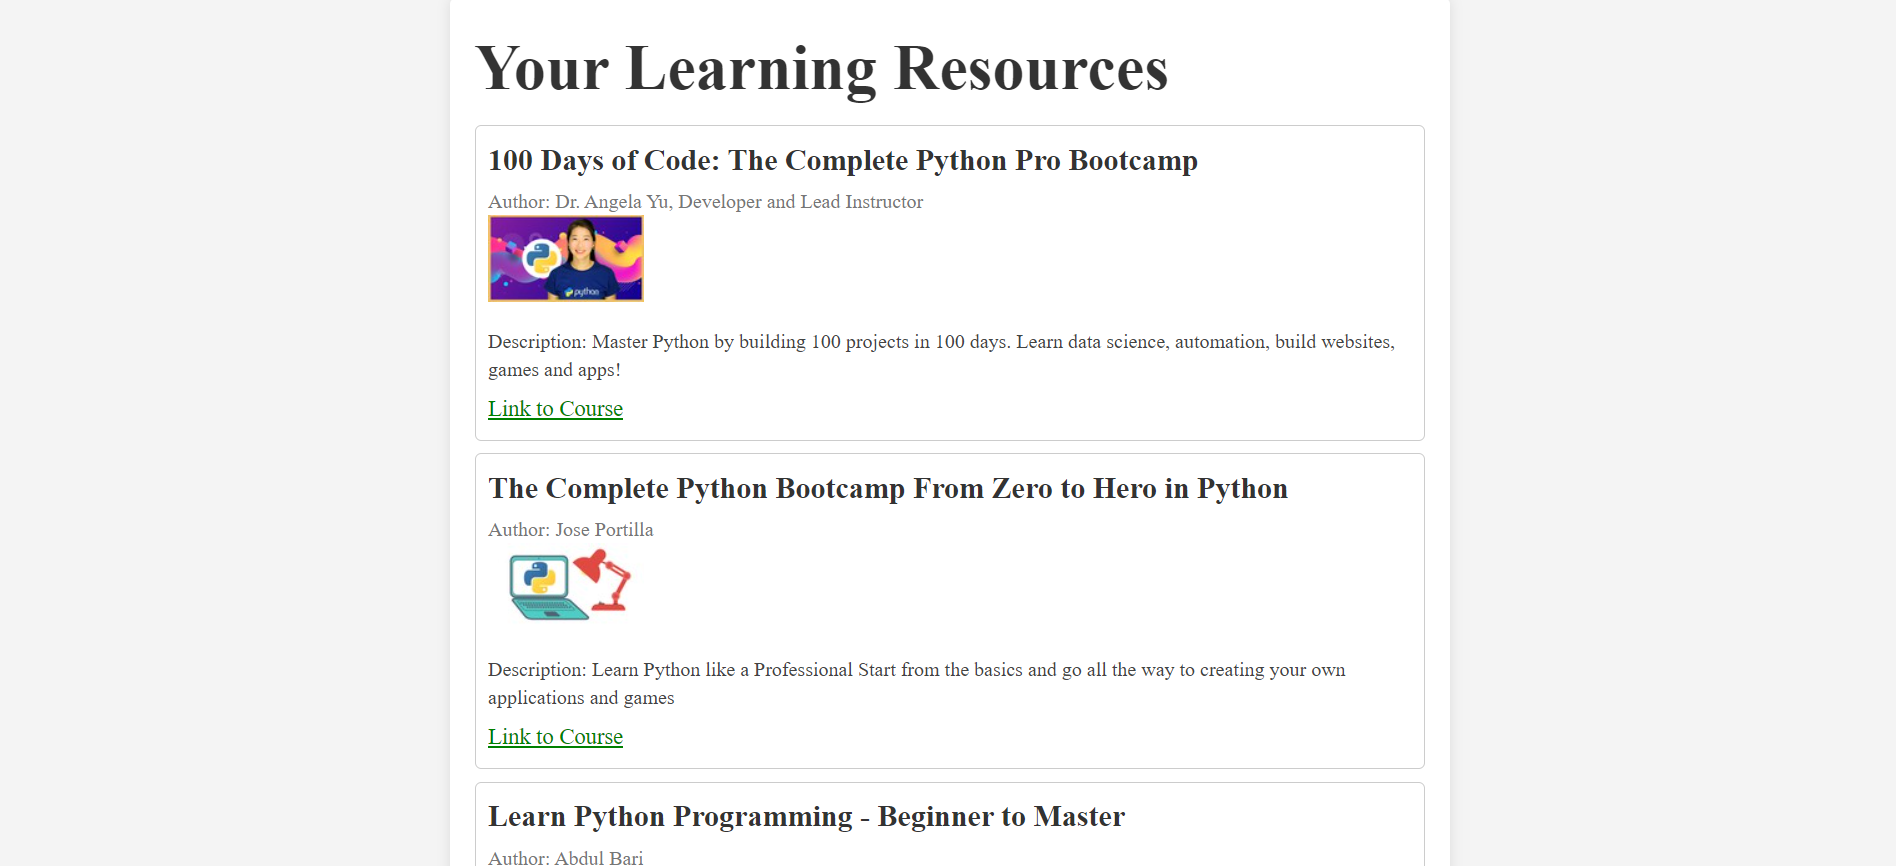 Your Learning Resources
100 Days of Code: The Complete Python Pro Bootcamp
Author: Dr. Angela Yu, Developer and Lead Instructor
python
Description: Master Python by building 100 projects in 100 days. Learn data science, automation, build websites,
games and apps!
Link to Course
The Complete Python Bootcamp From Zero to Hero in Python
Author: Jose Portilla
Description: Learn Python like a Professional Start from the basics and go all the way to creating your own
applications and games
Link to Course
Learn Python Programming - Beginner to Master
Author: Abdul Bari